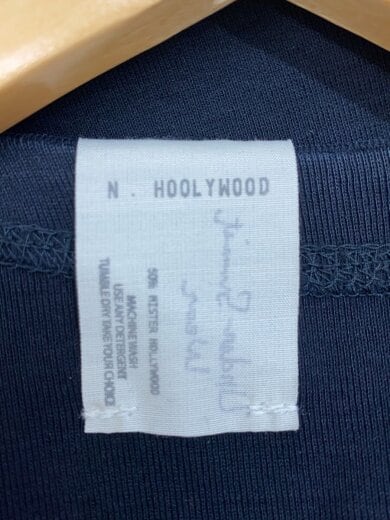 N. HOOLYWOOD
50% MISTER HOLLYWOOD
MACHINE WASH
USE ANY DETERGENT
TUMBLE DRY TAKE YOUR CHOICE